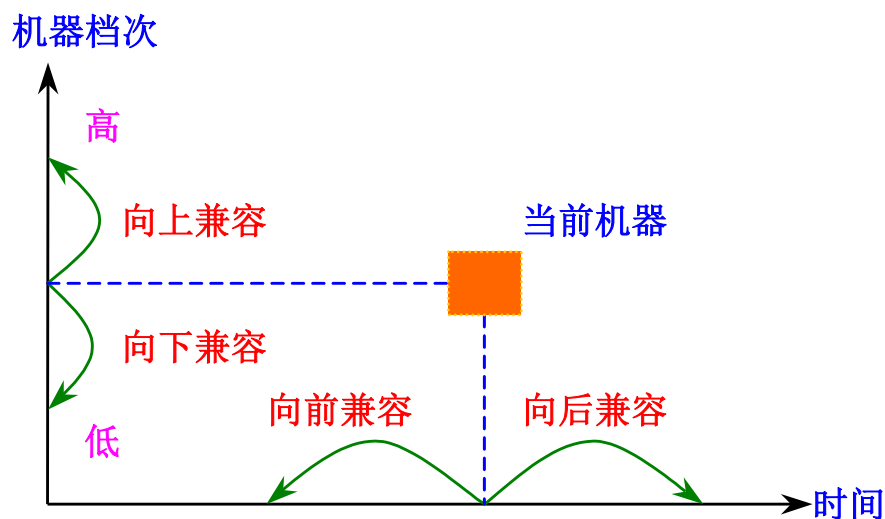 机器档次
高
向上兼容
当前机器
向下兼容
向前兼容
向后兼容
低
时间